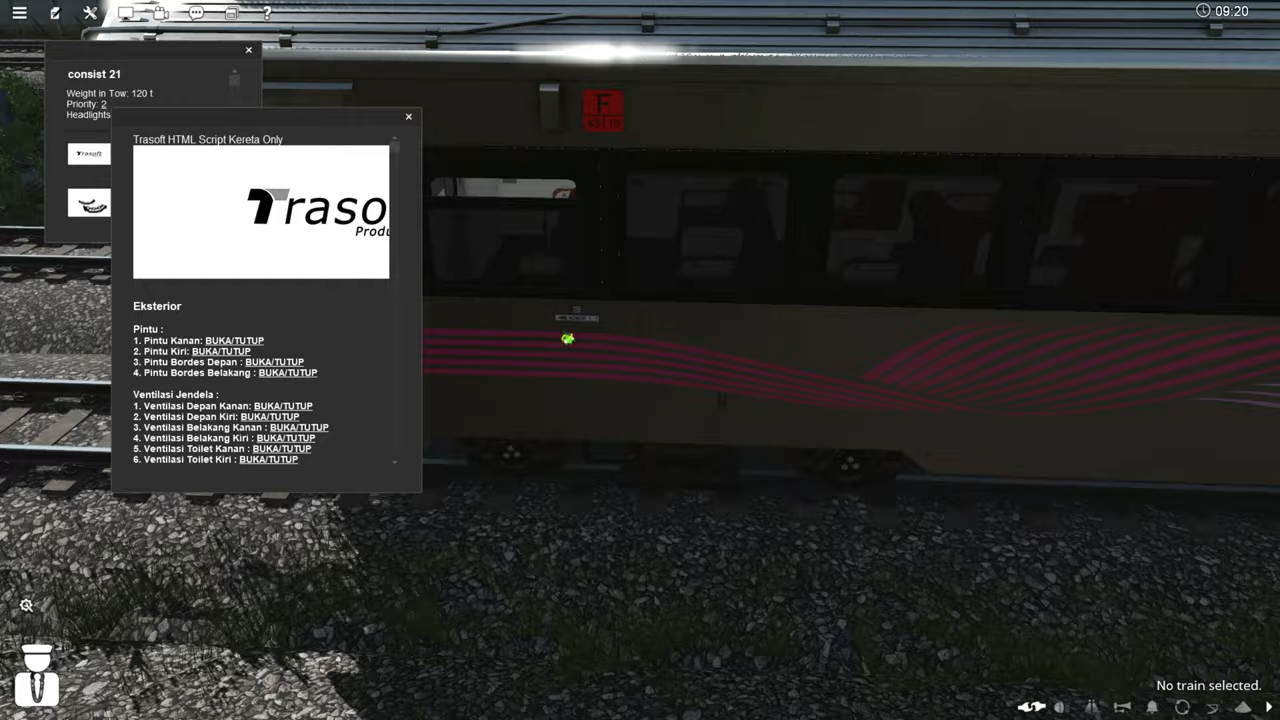 09:20
consist 21
Weight in Tow: 120 t
Priority: 2
Headlights
Trasoft
Trasoft HTML Script Kereta Only
Traso
Produ
Eksterior
Pintu :
1. Pintu Kanan: BUKA/TUTUP
2. Pintu Kiri: BUKA/TUTUP
3. Pintu Bordes Depan : BUKA/TUTUP
4. Pintu Bordes Belakang : BUKA/TUTUP
Ventilasi Jendela :
1. Ventilasi Depan Kanan: BUKA/TUTUP
2. Ventilasi Depan Kiri: BUKA/TUTUP
3. Ventilasi Belakang Kanan : BUKA/TUTUP
4. Ventilasi Belakang Kiri : BUKA/TUTUP
5. Ventilasi Toilet Kanan : BUKA/TUTUP
6. Ventilasi Toilet Kiri : BUKA/TUTUP
F
No train selected.